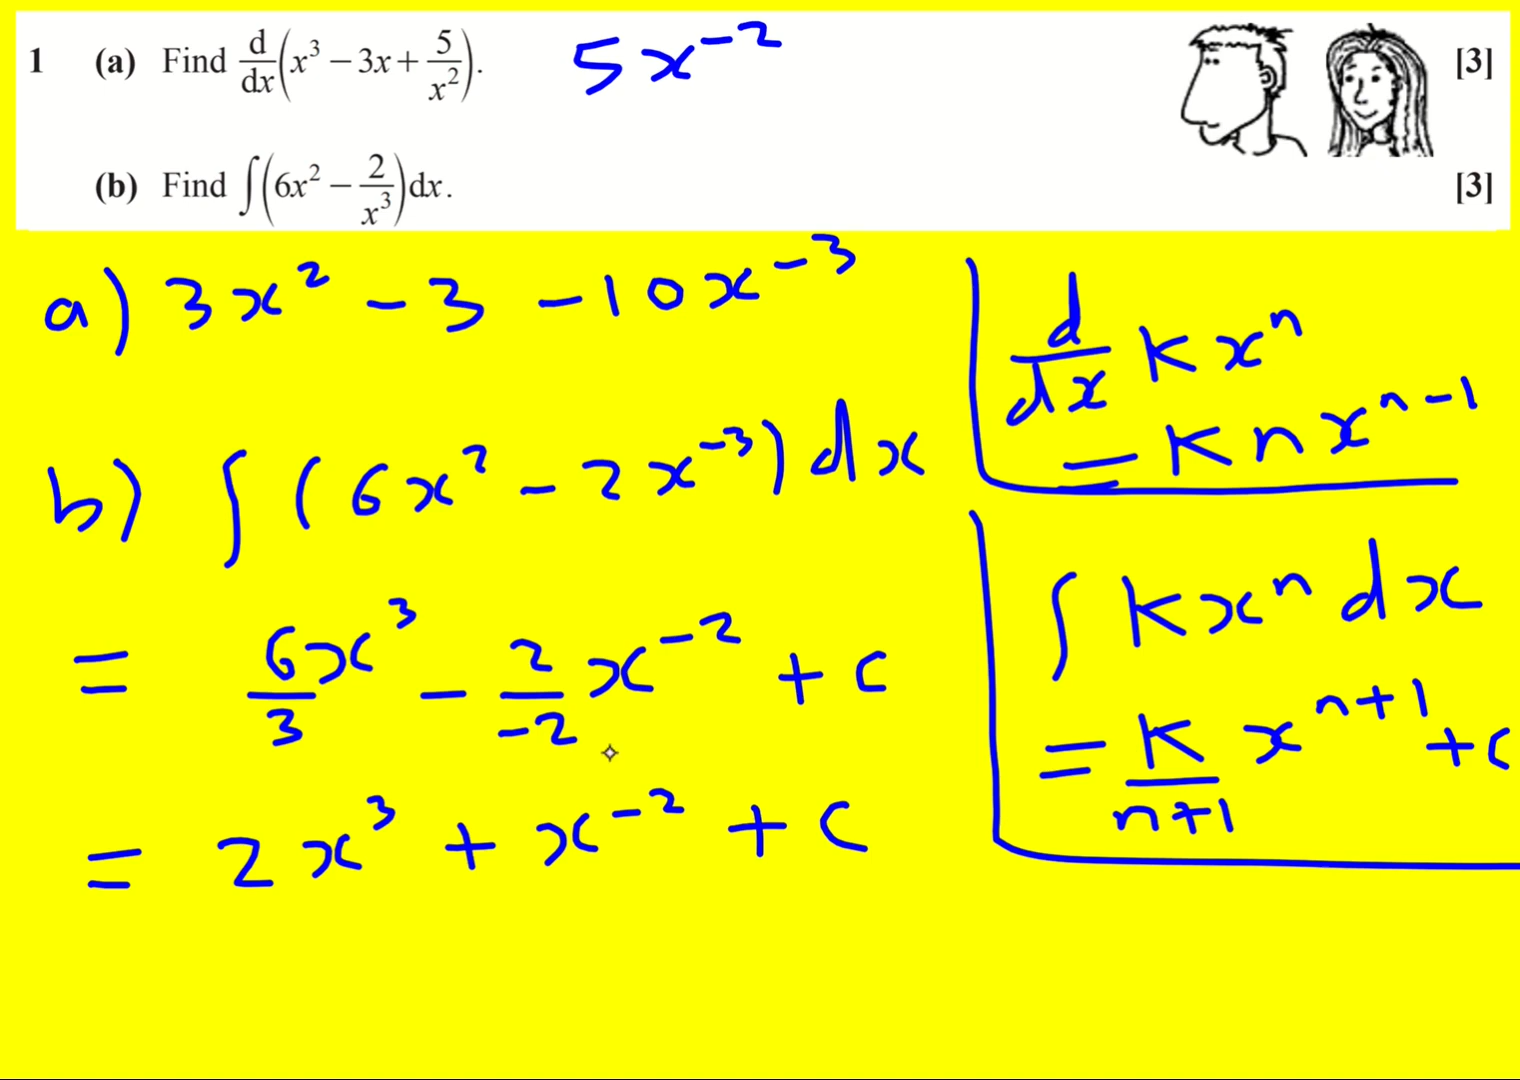 1 (a) Find d/dx(x³ − 3x + 5/x²). 5x⁻² [3]
(b) Find ∫(6x² − 2/x³)dx. [3]
a) 3x² − 3 − 10x⁻³
b) ∫ (6x² − 2x⁻³) dx
= 6x³/3 − 2/−2 x⁻² + c
= 2x³ + x⁻² + c
d/dx kxⁿ
= knxⁿ⁻¹
∫ kxⁿ dx
= k/n+1 xⁿ⁺¹ + c